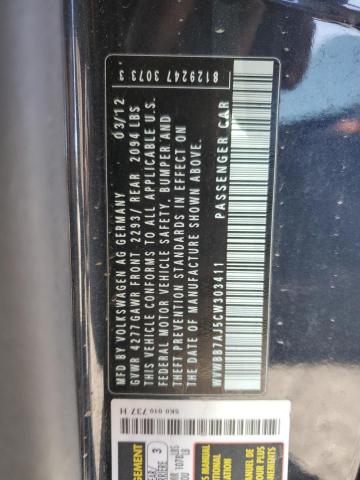 MFD BY VOLKSWAGEN AG GERMANY 03/12
GVWR 4277GAWR FRONT 2293/ REAR 2094 LBS
THIS VEHICLE CONFORMS TO ALL APPLICABLE U.S.
FEDERAL MOTOR VEHICLE SAFETY, BUMPER AND
THEFT PREVENTION STANDARDS IN EFFECT ON
THE DATE OF MANUFACTURE SHOWN ABOVE.
8129247 3073 3
WVWBB7AJ5CW303411 PASSENGER CAR
5K0 010 737 H
3